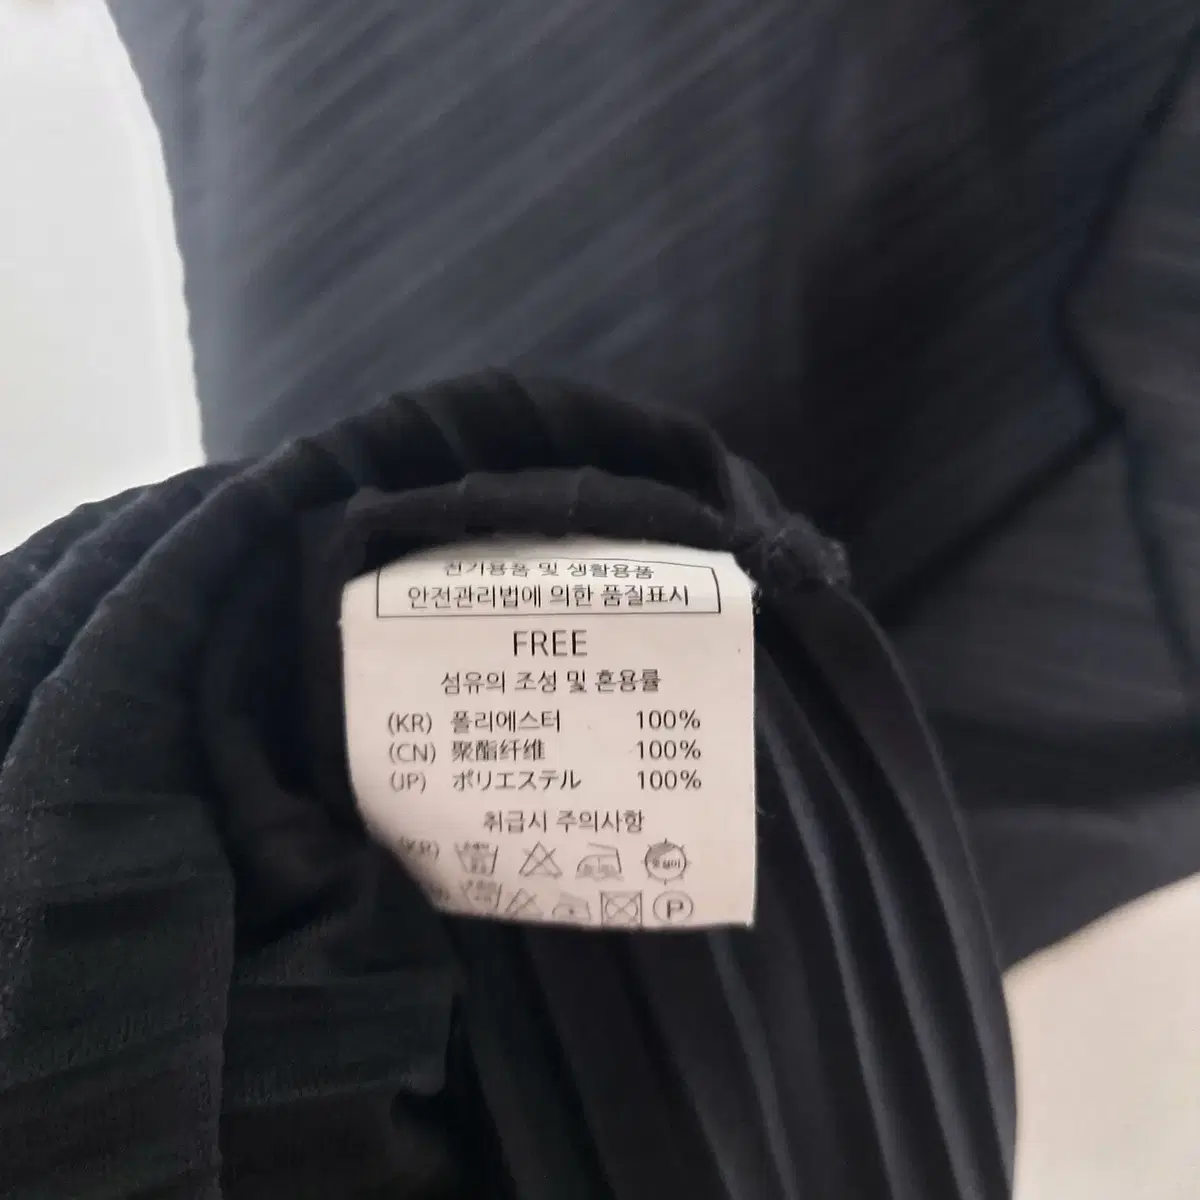 전기용품 및 생활용품
안전관리법에 의한 품질표시
FREE
섬유의 조성 및 혼용률
(KR) 폴리에스터 100%
(CN) 聚酯纤维 100%
(JP) ポリエステル 100%
취급시 주의사항
(KR)
P